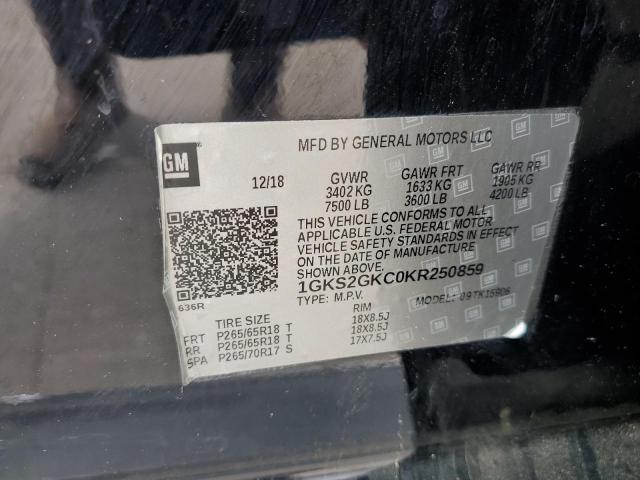 GM
MFD BY GENERAL MOTORS LLC
12/18 GVWR GAWR FRT GAWR RR
3402 KG 1633 KG 1905 KG
7500 LB 3600 LB 4200 LB
THIS VEHICLE CONFORMS TO ALL
APPLICABLE U.S. FEDERAL MOTOR
VEHICLE SAFETY STANDARDS IN EFFECT
ON THE DATE OF MANUFACTURE
SHOWN ABOVE.
1GKS2GKC0KR250859
636R
TYPE: M.P.V. MODEL: 09TK15906
TIRE SIZE RIM
FRT P265/65R18 T 18X8.5J
RR P265/65R18 T 18X8.5J
SPA P265/70R17 S 17X7.5J